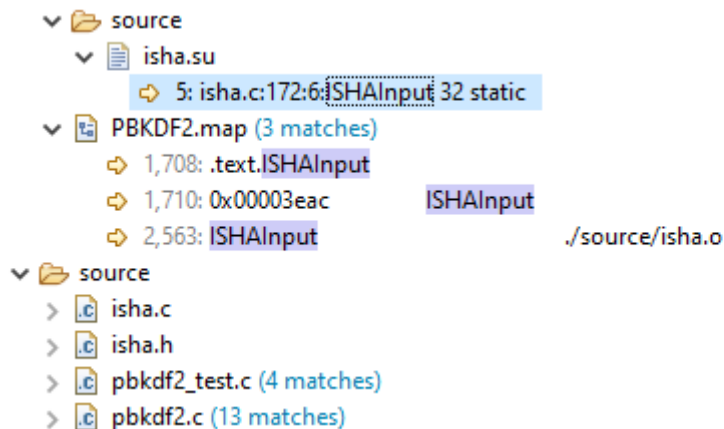 source
isha.su
5: isha.c:172:6:ISHAInput 32 static
PBKDF2.map (3 matches)
1,708: .text.ISHAInput
1,710: 0x00003eac ISHAInput
2,563: ISHAInput ./source/isha.o
source
isha.c
isha.h
pbkdf2_test.c (4 matches)
pbkdf2.c (13 matches)